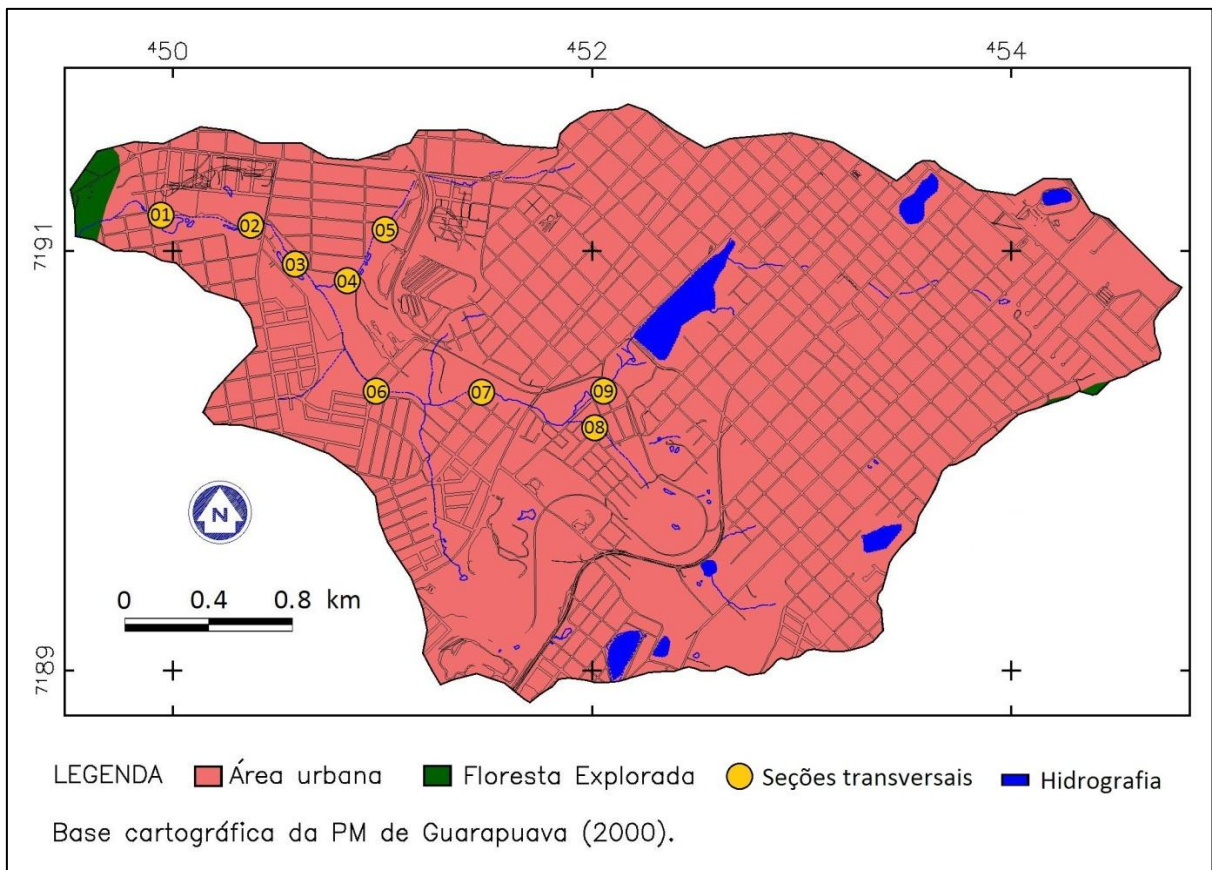 ⁴50 ⁴52 ⁴54
7191
01
02
03
04
05
06
07
08
09
N
0 0.4 0.8 km
7189
LEGENDA Área urbana Floresta Explorada Seções transversais Hidrografia
Base cartográfica da PM de Guarapuava (2000).